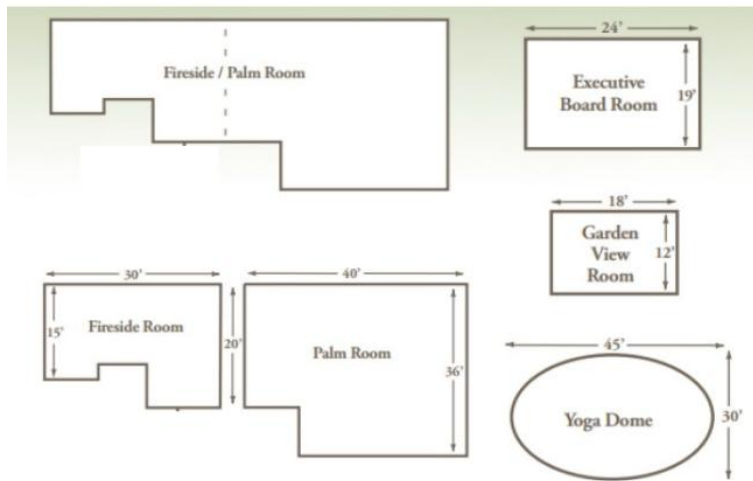 Fireside / Palm Room
24'
Executive
Board Room
19'
18'
Garden
View
Room
12'
30'
15'
Fireside Room
20'
40'
Palm Room
36'
45'
Yoga Dome
30'